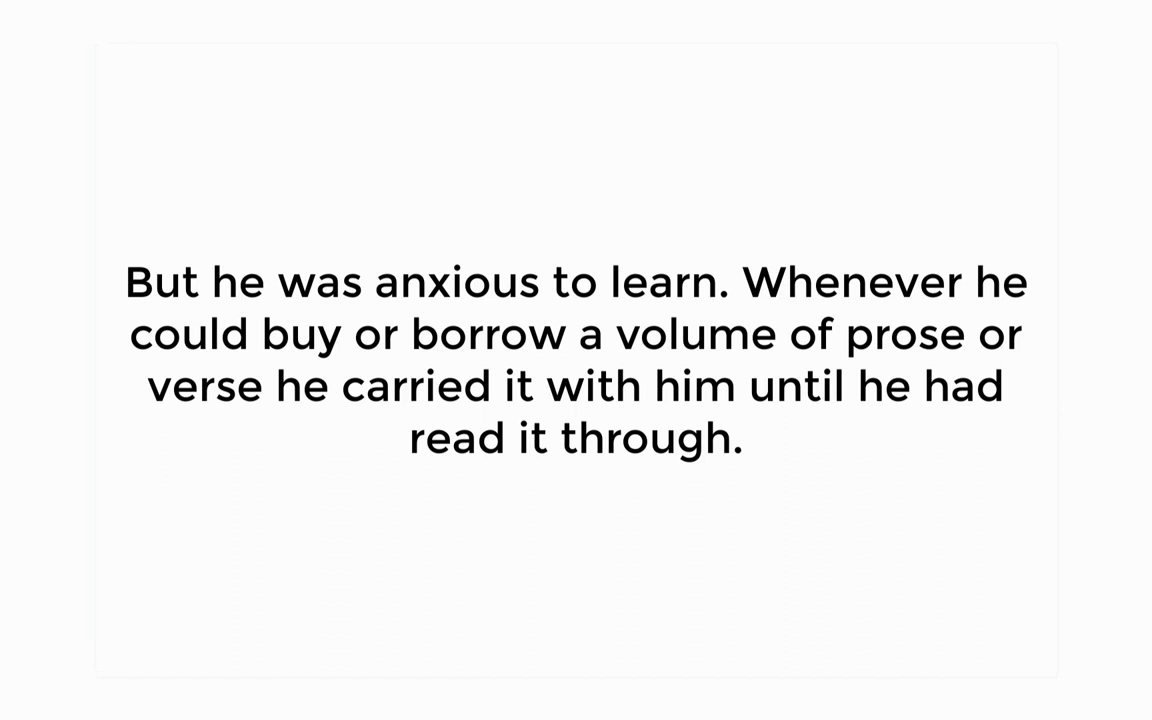 But he was anxious to learn. Whenever he
could buy or borrow a volume of prose or
verse he carried it with him until he had
read it through.